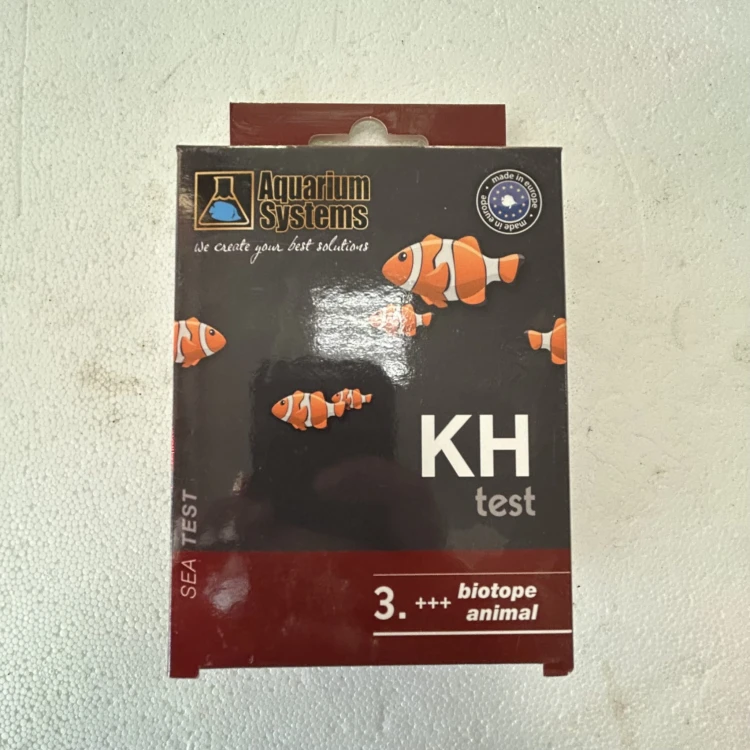 Aquarium
Systems
we create your best solutions
made in europe • made in europe •
KH
test
SEA TEST
3. +++ biotope
animal